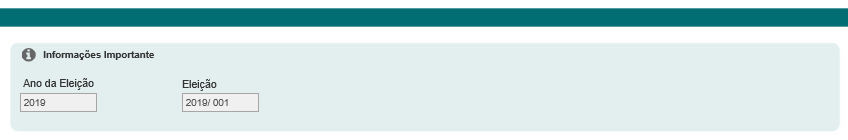 Informações Importante
Ano da Eleição Eleição
2019 2019/ 001